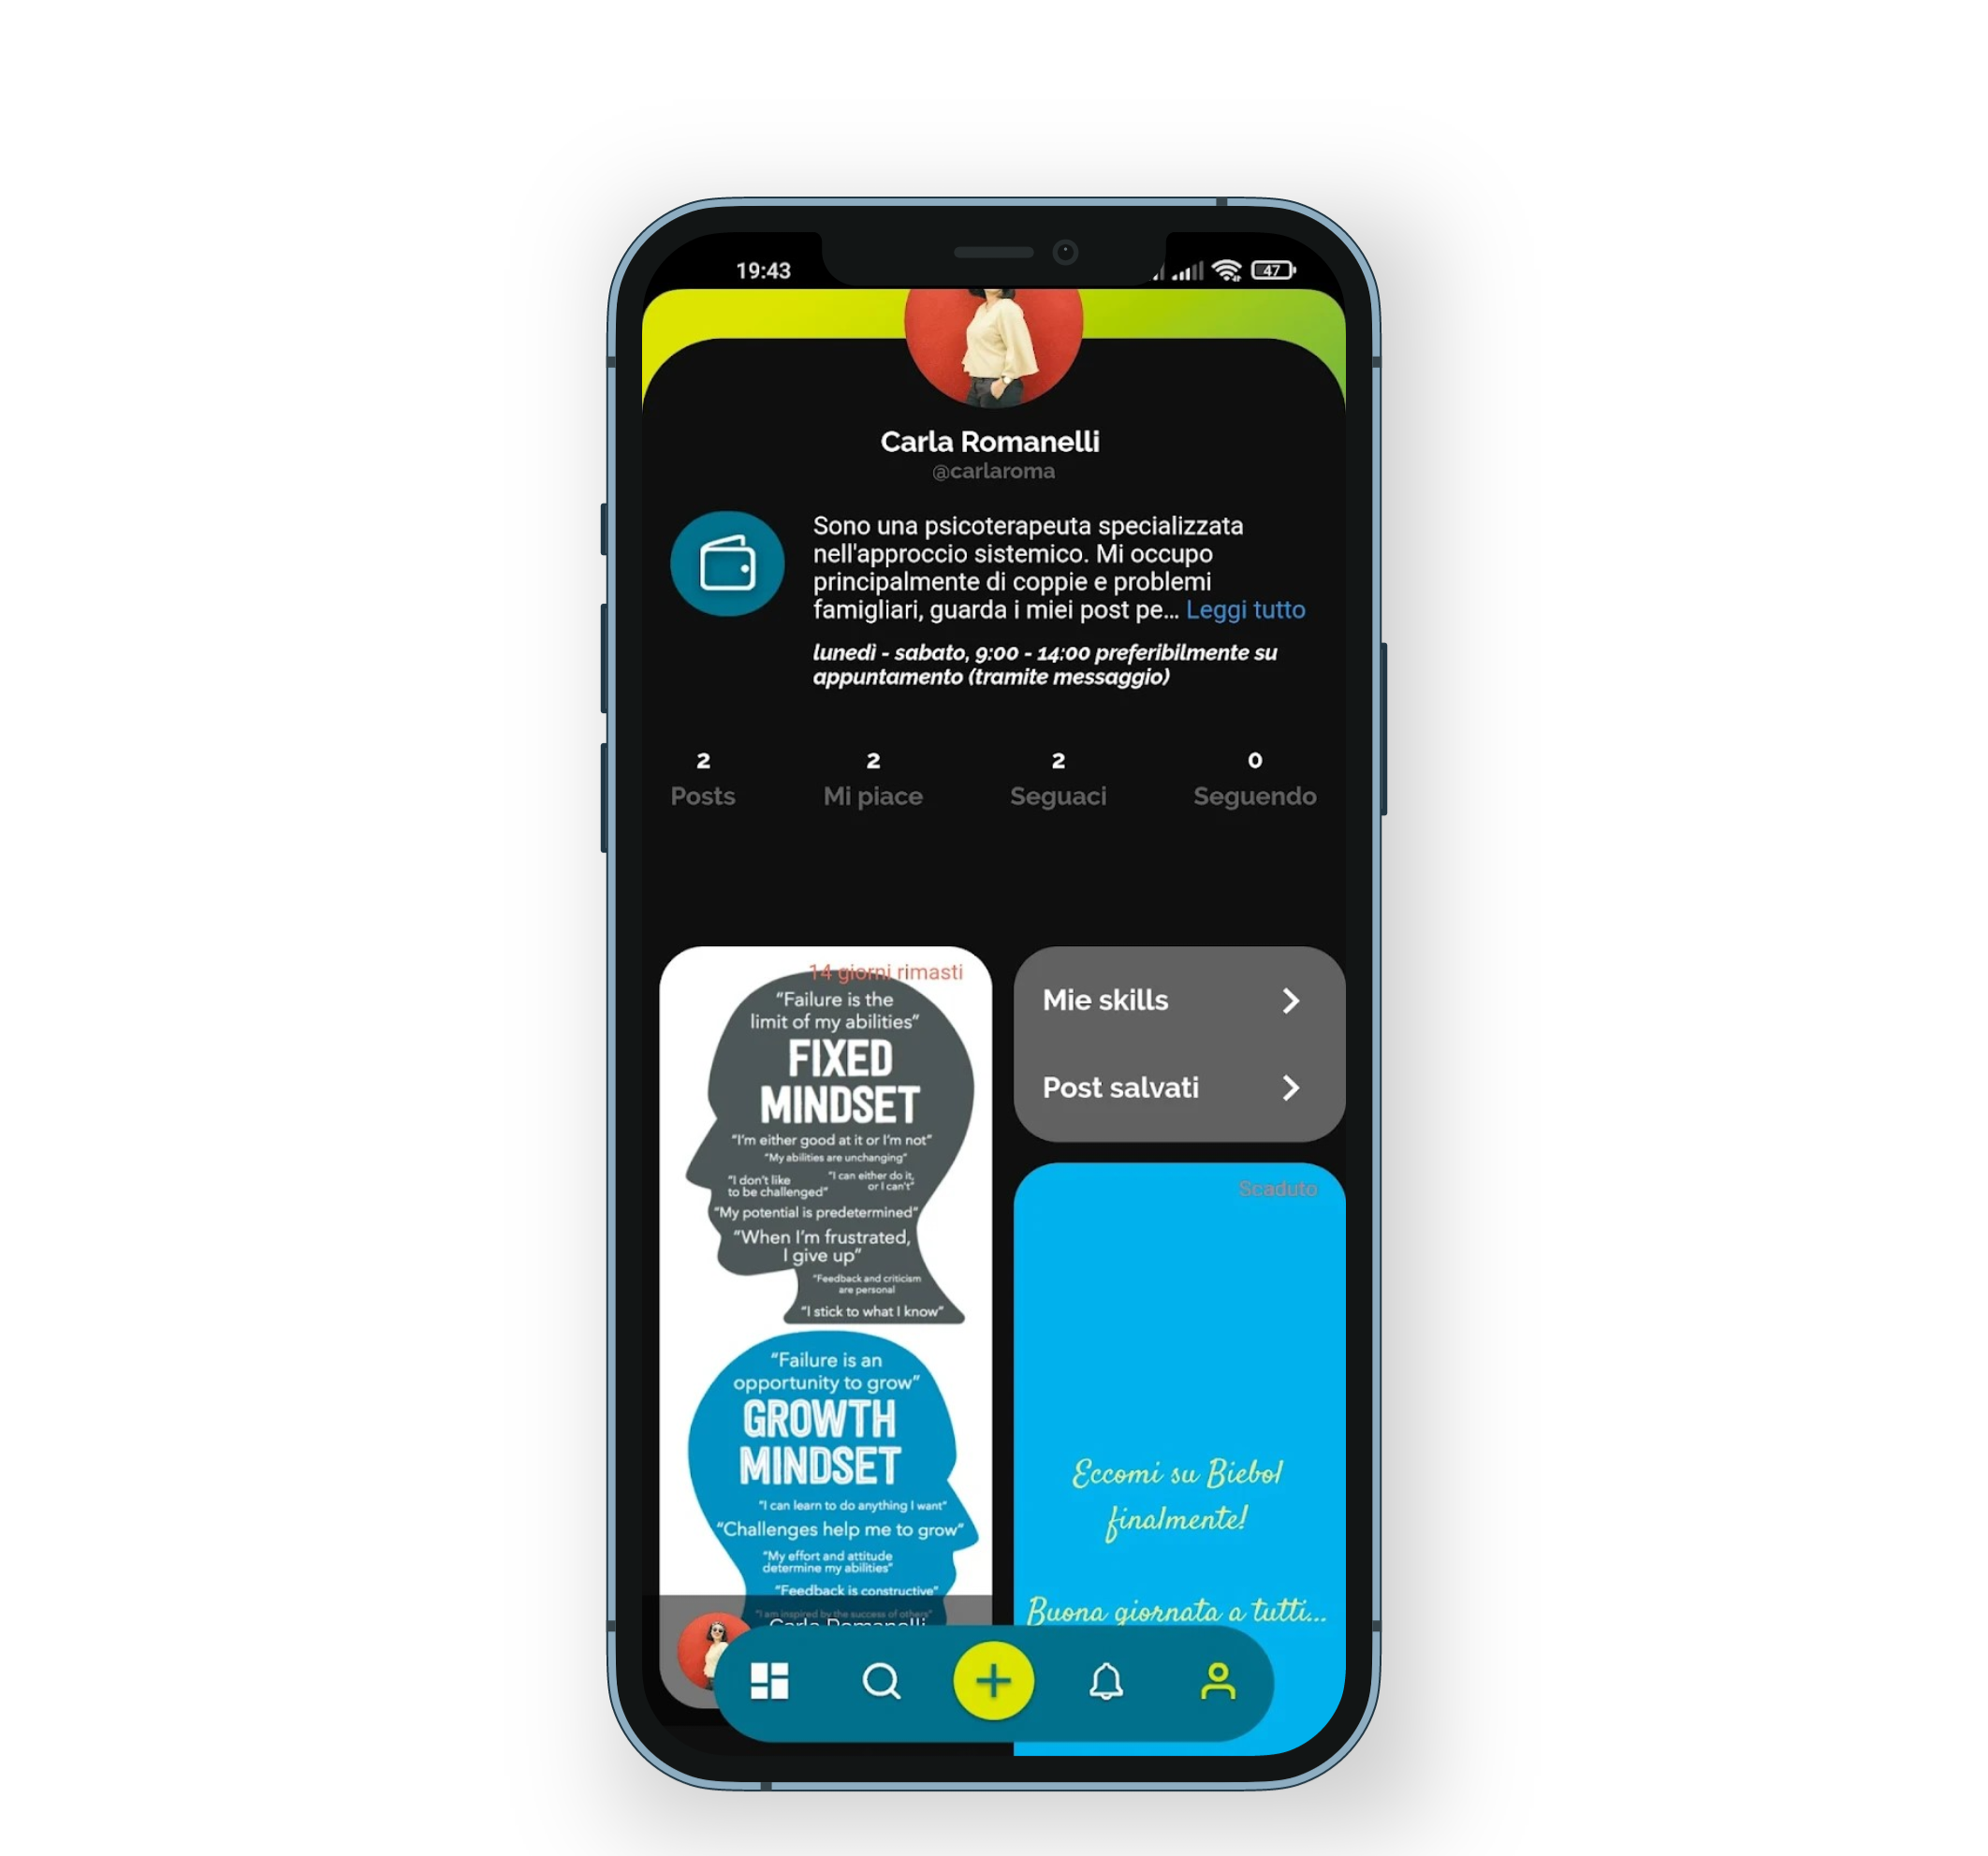 19:43
47
Carla Romanelli
@carlaroma
Sono una psicoterapeuta specializzata
nell'approccio sistemico. Mi occupo
principalmente di coppie e problemi
famigliari, guarda i miei post pe... Leggi tutto
lunedì - sabato, 9:00 - 14:00 preferibilmente su
appuntamento (tramite messaggio)
2 2 2 0
Posts Mi piace Seguaci Seguendo
14 giorni rimasti
“Failure is the
limit of my abilities”
FIXED
MINDSET
“I'm either good at it or I'm not”
“My abilities are unchanging”
“I don't like
to be challenged”
“I can either do it,
or I can't”
“My potential is predetermined”
“When I'm frustrated,
I give up”
“Feedback and criticism
are personal
“I stick to what I know”
“Failure is an
opportunity to grow”
GROWTH
MINDSET
“I can learn to do anything I want”
“Challenges help me to grow”
“My effort and attitude
determine my abilities”
“Feedback is constructive”
“I am inspired by the success of others”
Carla Romanelli
Mie skills
Post salvati
Scaduto
Eccomi su Biebol
finalmente!
Buona giornata a tutti...